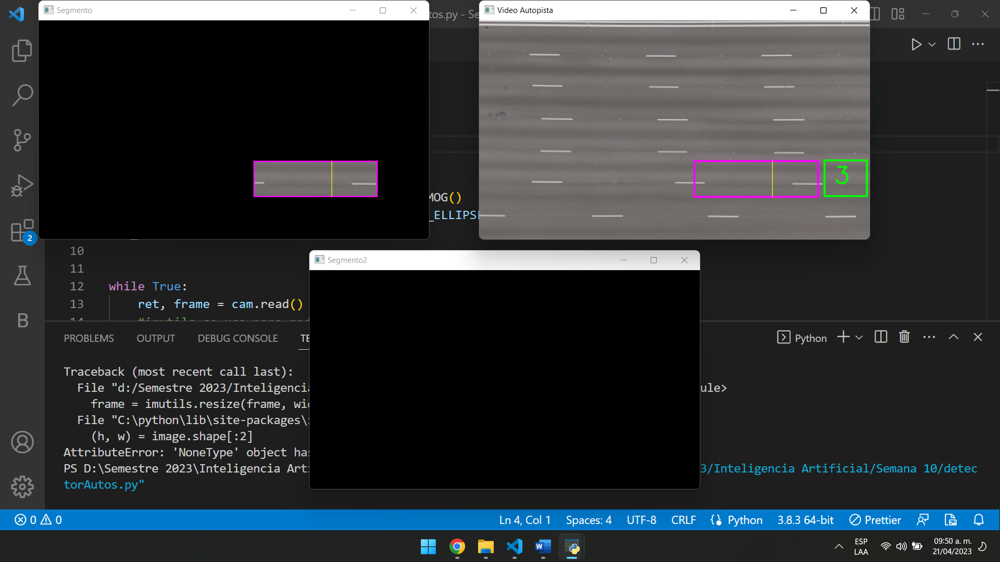 Segmento
tos.py - Se
Video Autopista
3
MOG()
_ELLIPS
2
10
11
12 while True:
13 ret, frame = cam.read()
14
Segmento2
B
PROBLEMS OUTPUT DEBUG CONSOLE TE
Python
Traceback (most recent call last):
File "d:/Semestre 2023/Inteligencia ule>
frame = imutils.resize(frame, wi
File "C:\python\lib\site-packages\
(h, w) = image.shape[:2]
AttributeError: 'NoneType' object has
PS D:\Semestre 2023\Inteligencia Art 3/Inteligencia Artificial/Semana 10/detec
torAutos.py"
0 0 Ln 4, Col 1 Spaces: 4 UTF-8 CRLF Python 3.8.3 64-bit Prettier
ESP
LAA
09:50 a. m.
21/04/2023